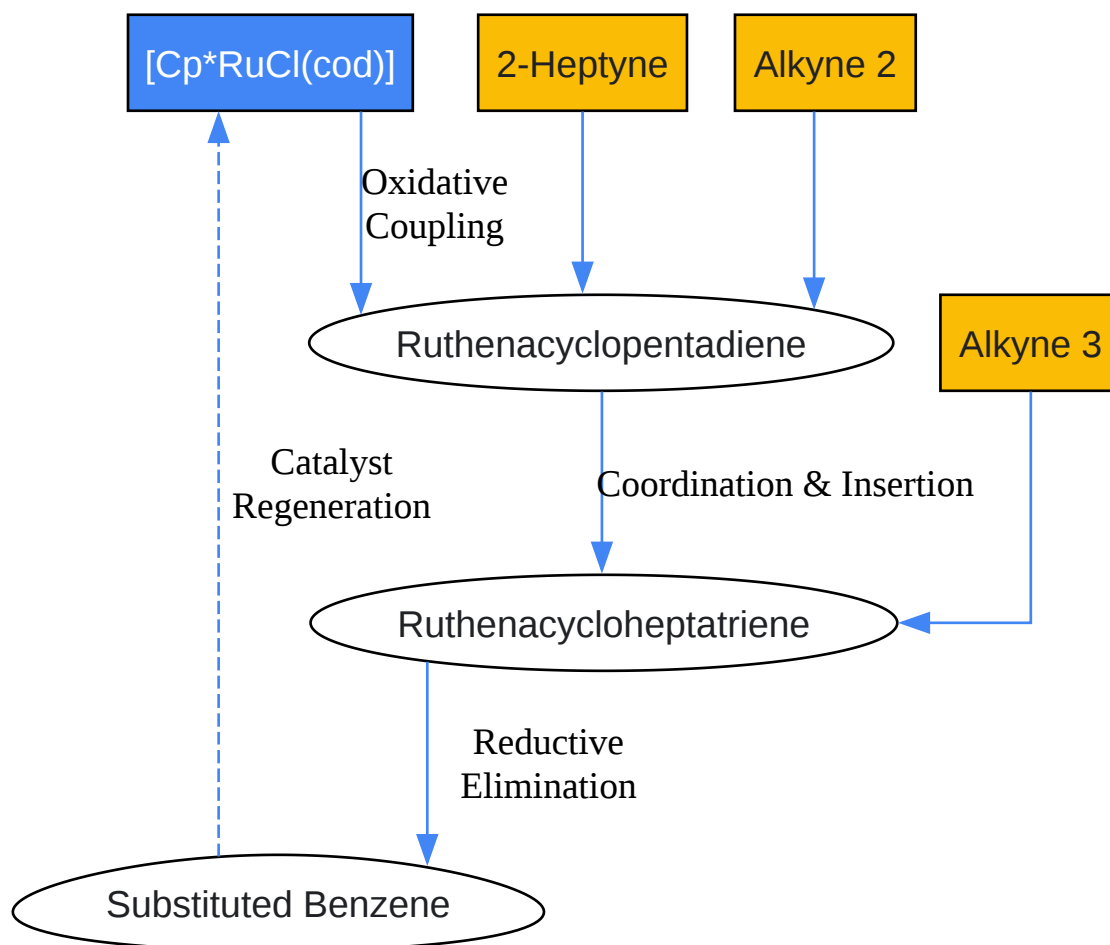 [Cp*RuCl(cod)]
2-Heptyne
Alkyne 2
Oxidative
Coupling
Ruthenacyclopentadiene
Alkyne 3
Catalyst
Regeneration
Coordination & Insertion
Ruthenacycloheptatriene
Reductive
Elimination
Substituted Benzene